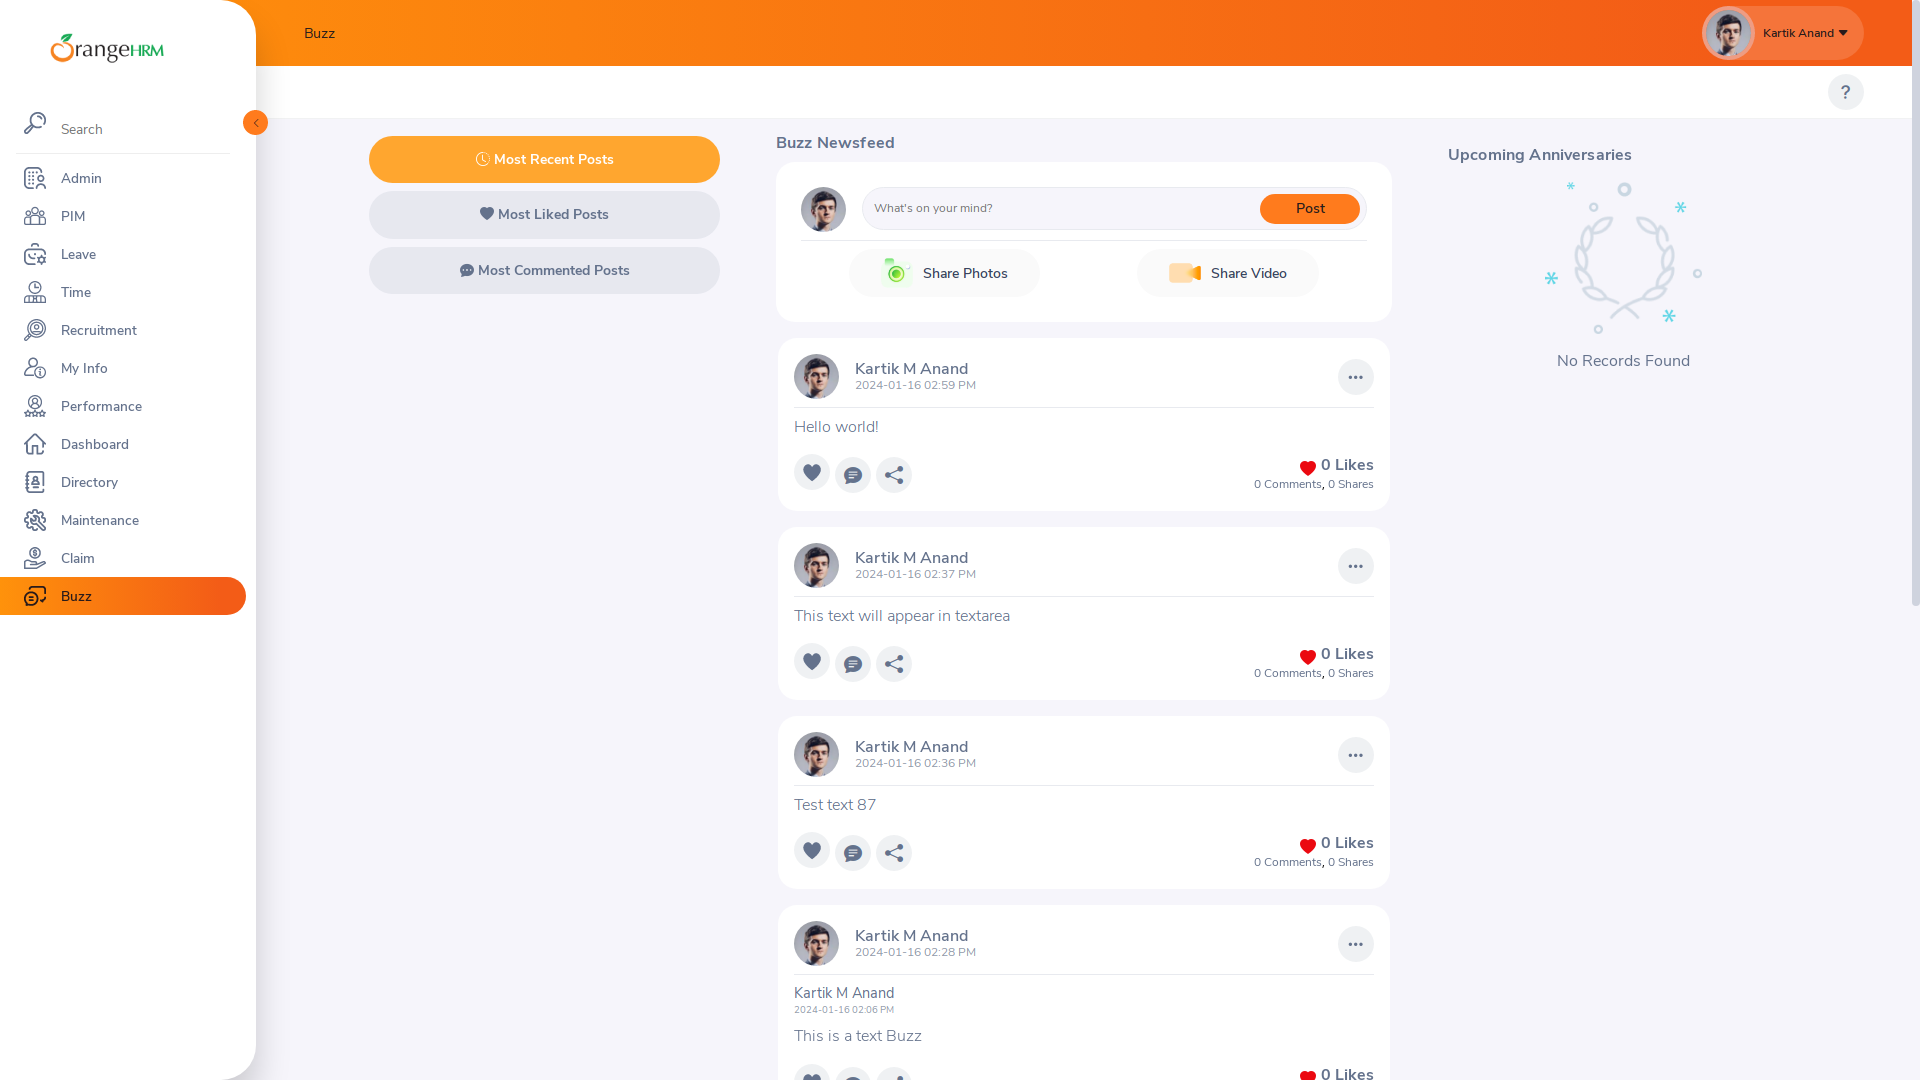 OrangeHRM
Search
Admin
PIM
Leave
Time
Recruitment
My Info
Performance
Dashboard
Directory
Maintenance
Claim
Buzz
Buzz
Kartik Anand
?
Most Recent Posts
Most Liked Posts
Most Commented Posts
Buzz Newsfeed
What's on your mind?
Post
Share Photos
Share Video
Kartik M Anand
2024-01-16 02:59 PM
Hello world!
0 Likes
0 Comments, 0 Shares
Kartik M Anand
2024-01-16 02:37 PM
This text will appear in textarea
0 Likes
0 Comments, 0 Shares
Kartik M Anand
2024-01-16 02:36 PM
Test text 87
0 Likes
0 Comments, 0 Shares
Kartik M Anand
2024-01-16 02:28 PM
Kartik M Anand
2024-01-16 02:06 PM
This is a text Buzz
0 Likes
Upcoming Anniversaries
No Records Found